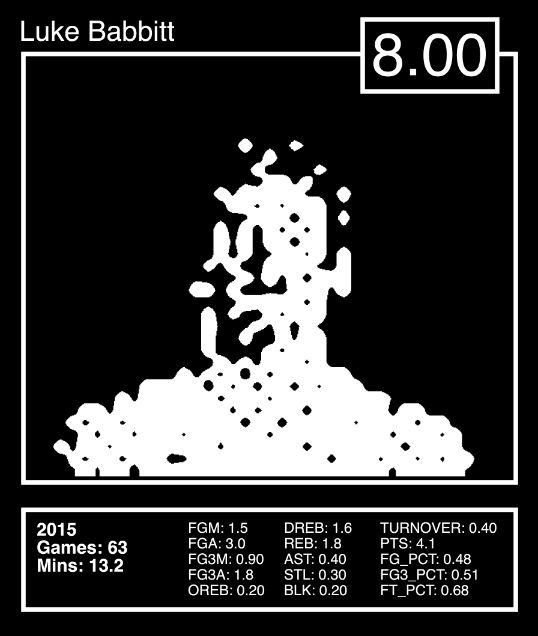 Luke Babbitt
8.00
2015
Games: 63
Mins: 13.2
FGM: 1.5
FGA: 3.0
FG3M: 0.90
FG3A: 1.8
OREB: 0.20
DREB: 1.6
REB: 1.8
AST: 0.40
STL: 0.30
BLK: 0.20
TURNOVER: 0.40
PTS: 4.1
FG_PCT: 0.48
FG3_PCT: 0.51
FT_PCT: 0.68